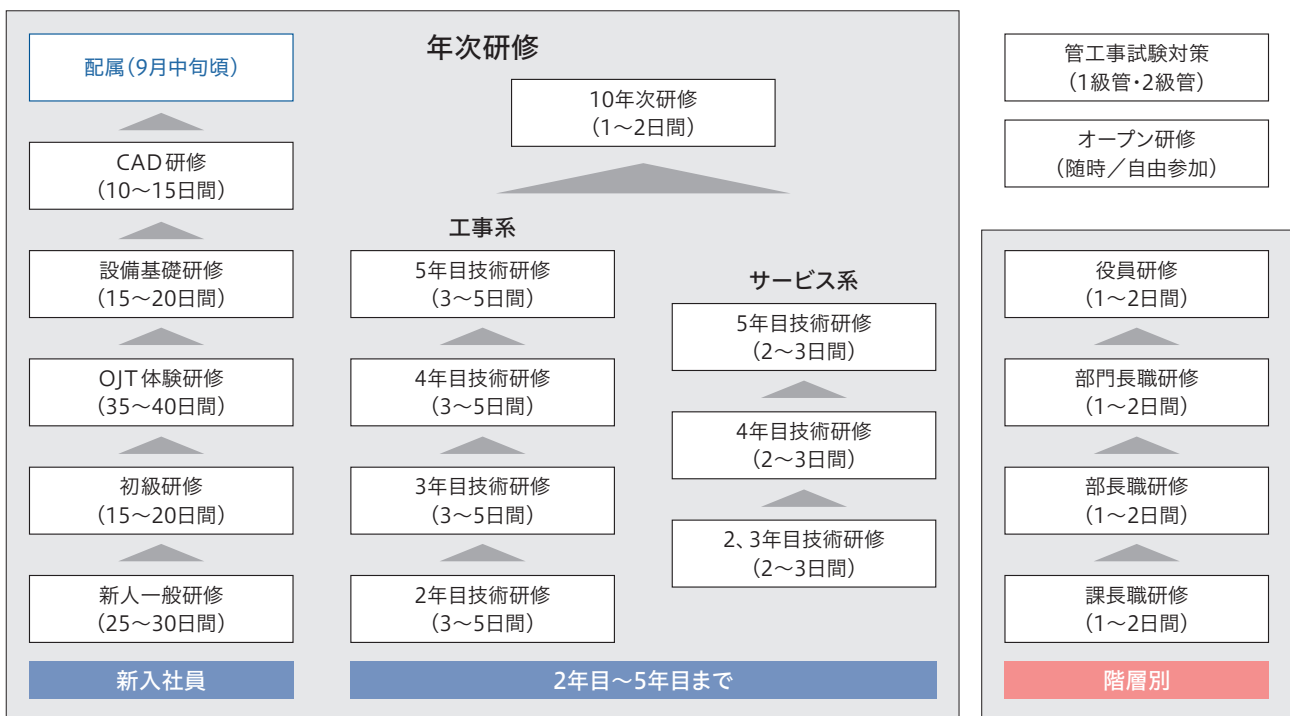 年次研修
配属（9月中旬頃）
CAD研修
（10～15日間）
設備基礎研修
（15～20日間）
OJT体験研修
（35～40日間）
初級研修
（15～20日間）
新人一般研修
（25～30日間）
新入社員
10年次研修
（1～2日間）
工事系
5年目技術研修
（3～5日間）
4年目技術研修
（3～5日間）
3年目技術研修
（3～5日間）
2年目技術研修
（3～5日間）
サービス系
5年目技術研修
（2～3日間）
4年目技術研修
（2～3日間）
2、3年目技術研修
（2～3日間）
2年目～5年目まで
管工事試験対策
（1級管・2級管）
オープン研修
（随時／自由参加）
役員研修
（1～2日間）
部門長職研修
（1～2日間）
部長職研修
（1～2日間）
課長職研修
（1～2日間）
階層別